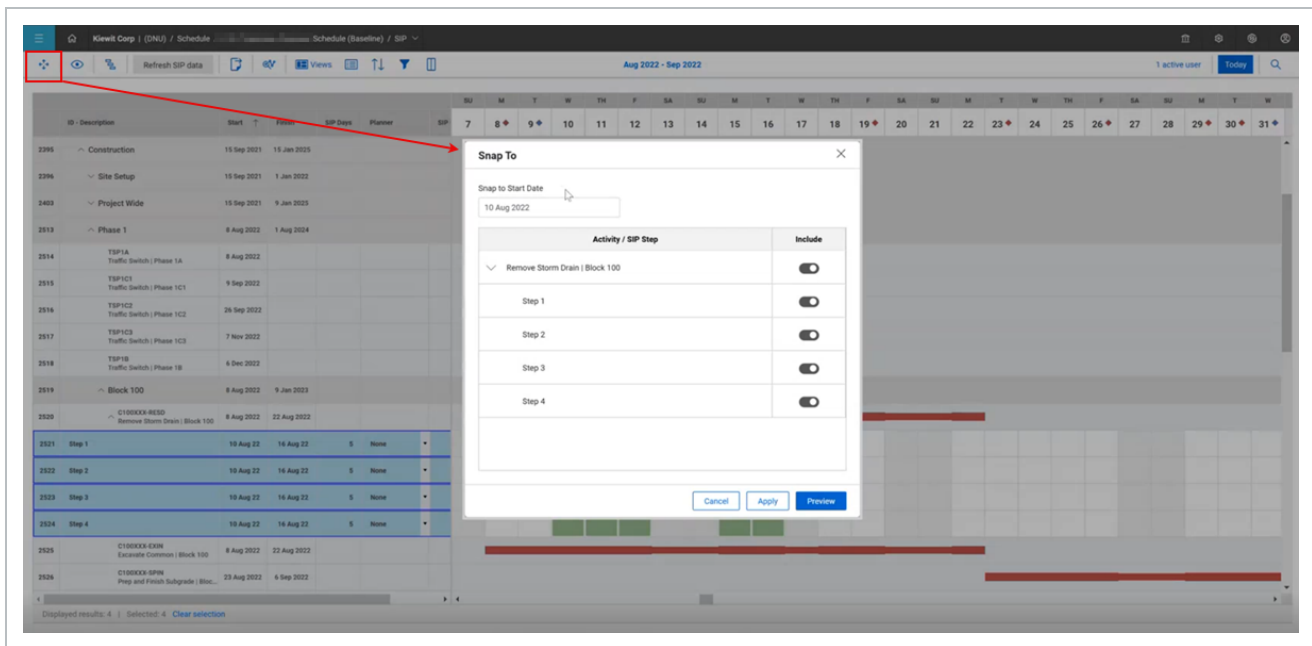 Kiewit Corp | (DNU) / Schedule Schedule (Baseline) / SIP
Refresh SIP data Views Aug 2022 - Sep 2022 1 active user Today
SU M T W TH F SA SU M T W TH F SA SU M T W TH F SA SU M T W
ID - Description Start Finish SIP Days Planner SIP 7 8 9 10 11 12 13 14 15 16 17 18 19 20 21 22 23 24 25 26 27 28 29 30 31
2395 Construction 15 Sep 2021 15 Jan 2025
2396 Site Setup 15 Sep 2021 1 Jan 2022
2403 Project Wide 15 Sep 2021 9 Jan 2025
2513 Phase 1 8 Aug 2022 1 Aug 2024
2514 TSP1A 8 Aug 2022
Traffic Switch | Phase 1A
2515 TSP1C1 9 Sep 2022
Traffic Switch | Phase 1C1
2516 TSP1C2 26 Sep 2022
Traffic Switch | Phase 1C2
2517 TSP1C3 7 Nov 2022
Traffic Switch | Phase 1C3
2518 TSP1B 6 Dec 2022
Traffic Switch | Phase 1B
2519 Block 100 8 Aug 2022 9 Jan 2023
2520 C100XXX-RESD 8 Aug 2022 22 Aug 2022
Remove Storm Drain | Block 100
2521 Step 1 10 Aug 22 16 Aug 22 5 None
2522 Step 2 10 Aug 22 16 Aug 22 5 None
2523 Step 3 10 Aug 22 16 Aug 22 5 None
2524 Step 4 10 Aug 22 16 Aug 22 5 None
2525 C100XXX-EXIN 8 Aug 2022 22 Aug 2022
Excavate Common | Block 100
2526 C100XXX-SPIN 23 Aug 2022 6 Sep 2022
Prep and Finish Subgrade | Bloc...
Displayed results: 4 | Selected: 4 Clear selection
Snap To
Snap to Start Date
10 Aug 2022
Activity / SIP Step Include
Remove Storm Drain | Block 100
Step 1
Step 2
Step 3
Step 4
Cancel Apply Preview